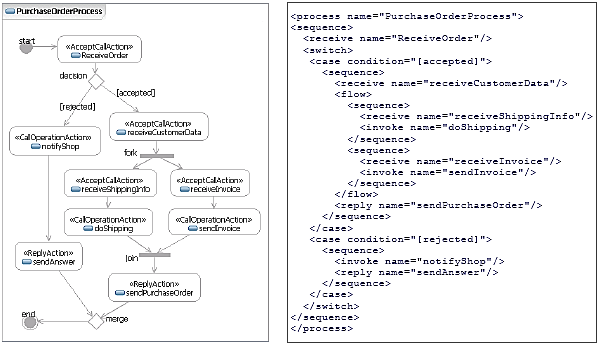 PurchaseOrderProcess
start
«AcceptCallAction»
ReceiveOrder
decision
[rejected]
[accepted]
«CallOperationAction»
notifyShop
«AcceptCallAction»
receiveCustomerData
fork
«AcceptCallAction»
receiveShippingInfo
«AcceptCallAction»
receiveInvoice
«CallOperationAction»
doShipping
«CallOperationAction»
sendInvoice
join
«ReplyAction»
sendAnswer
«ReplyAction»
sendPurchaseOrder
end
merge
<process name="PurchaseOrderProcess">
<sequence>
<receive name="ReceiveOrder"/>
<switch>
<case condition="[accepted]">
<sequence>
<receive name="receiveCustomerData"/>
<flow>
<sequence>
<receive name="receiveShippingInfo"/>
<invoke name="doShipping"/>
</sequence>
<sequence>
<receive name="receiveInvoice"/>
<invoke name="sendInvoice"/>
</sequence>
</flow>
<reply name="sendPurchaseOrder"/>
</sequence>
</case>
<case condition="[rejected]">
<sequence>
<invoke name="notifyShop"/>
<reply name="sendAnswer"/>
</sequence>
</case>
</switch>
</sequence>
</process>